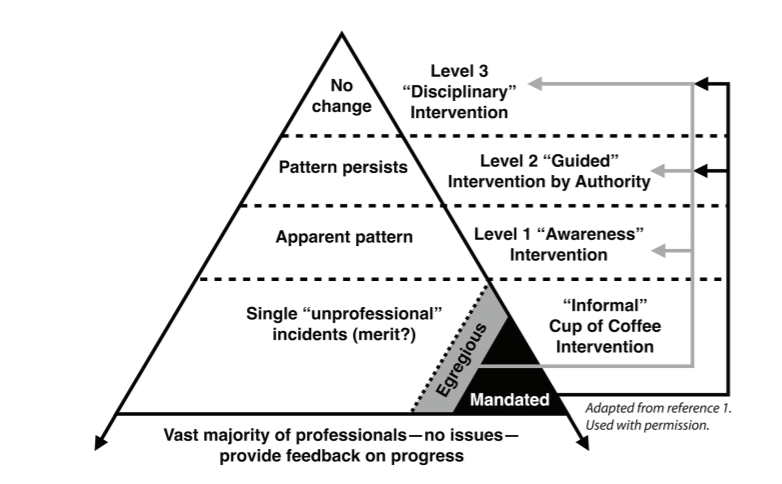 No
change
Level 3
“Disciplinary”
Intervention
Pattern persists
Level 2 “Guided”
Intervention by Authority
Apparent pattern
Level 1 “Awareness”
Intervention
Single “unprofessional”
incidents (merit?)
“Informal”
Cup of Coffee
Intervention
Egregious
Mandated
Adapted from reference 1.
Used with permission.
Vast majority of professionals—no issues—
provide feedback on progress